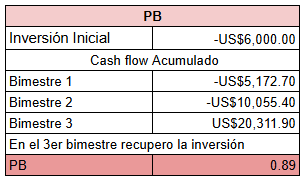 PB
Inversión Inicial -US$6,000.00
Cash flow Acumulado
Bimestre 1 -US$5,172.70
Bimestre 2 -US$10,055.40
Bimestre 3 US$20,311.90
En el 3er bimestre recupero la inversión
PB 0.89